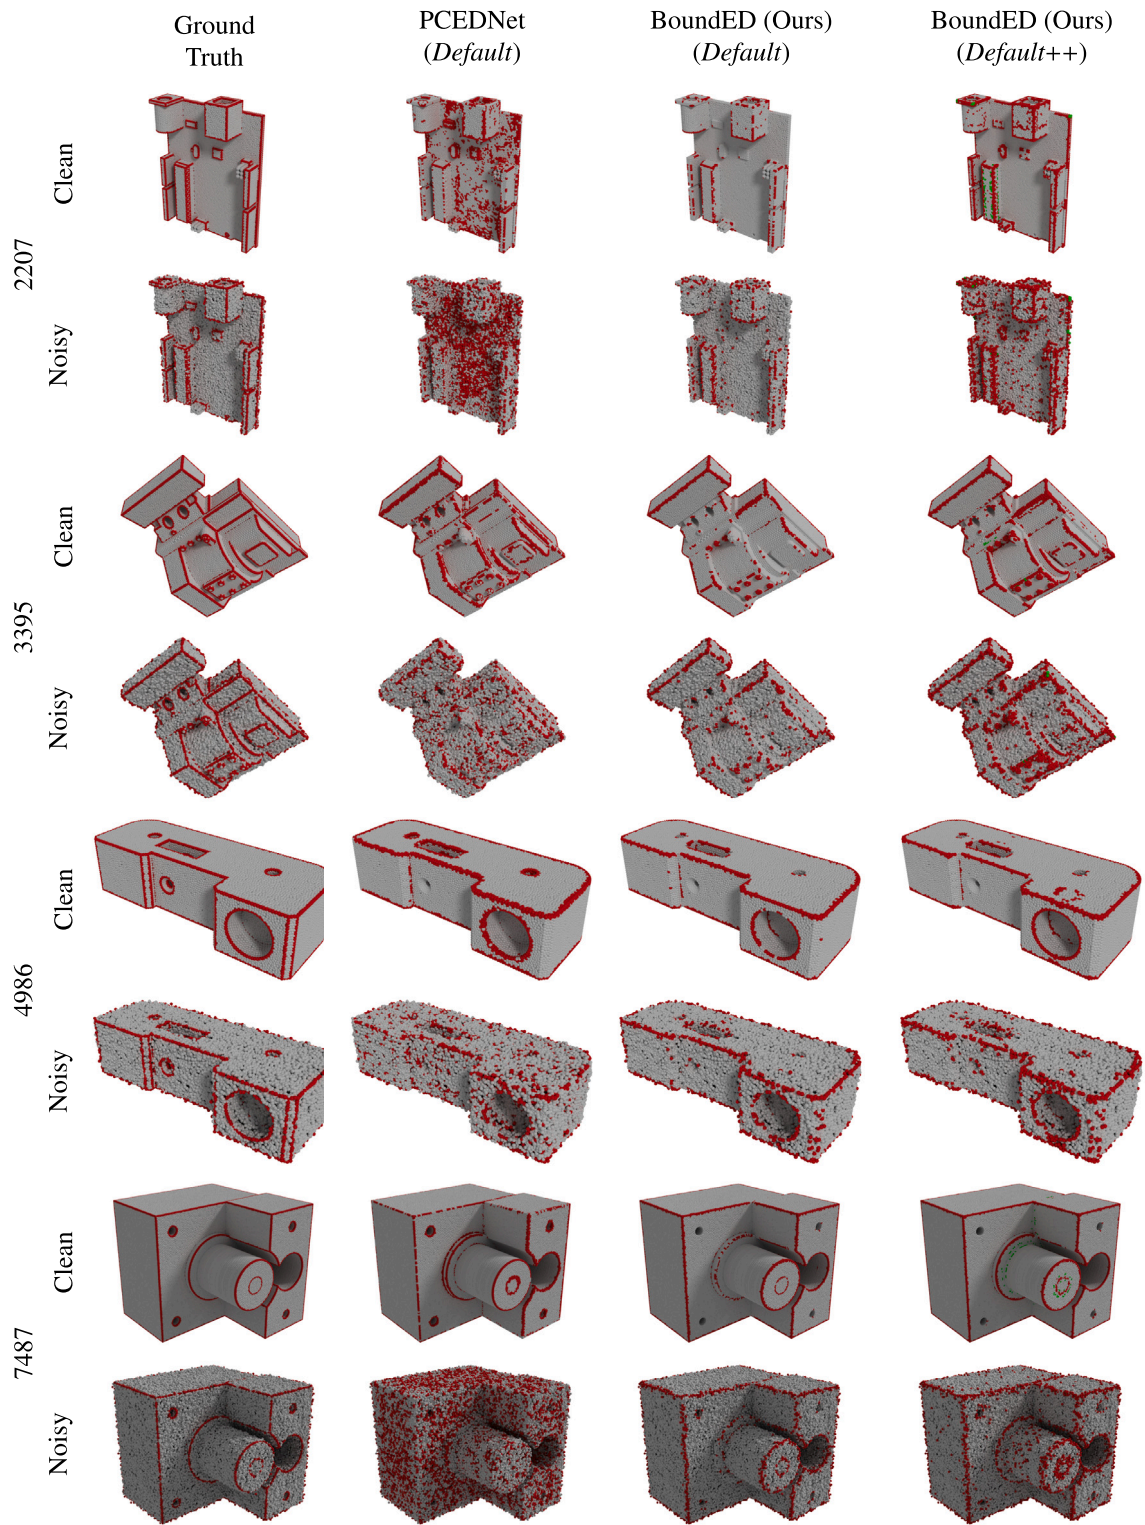 Ground
Truth
PCEDNet
(Default)
BoundED (Ours)
(Default)
BoundED (Ours)
(Default++)
2207
Clean
Noisy
3395
Clean
Noisy
4986
Clean
Noisy
7487
Clean
Noisy